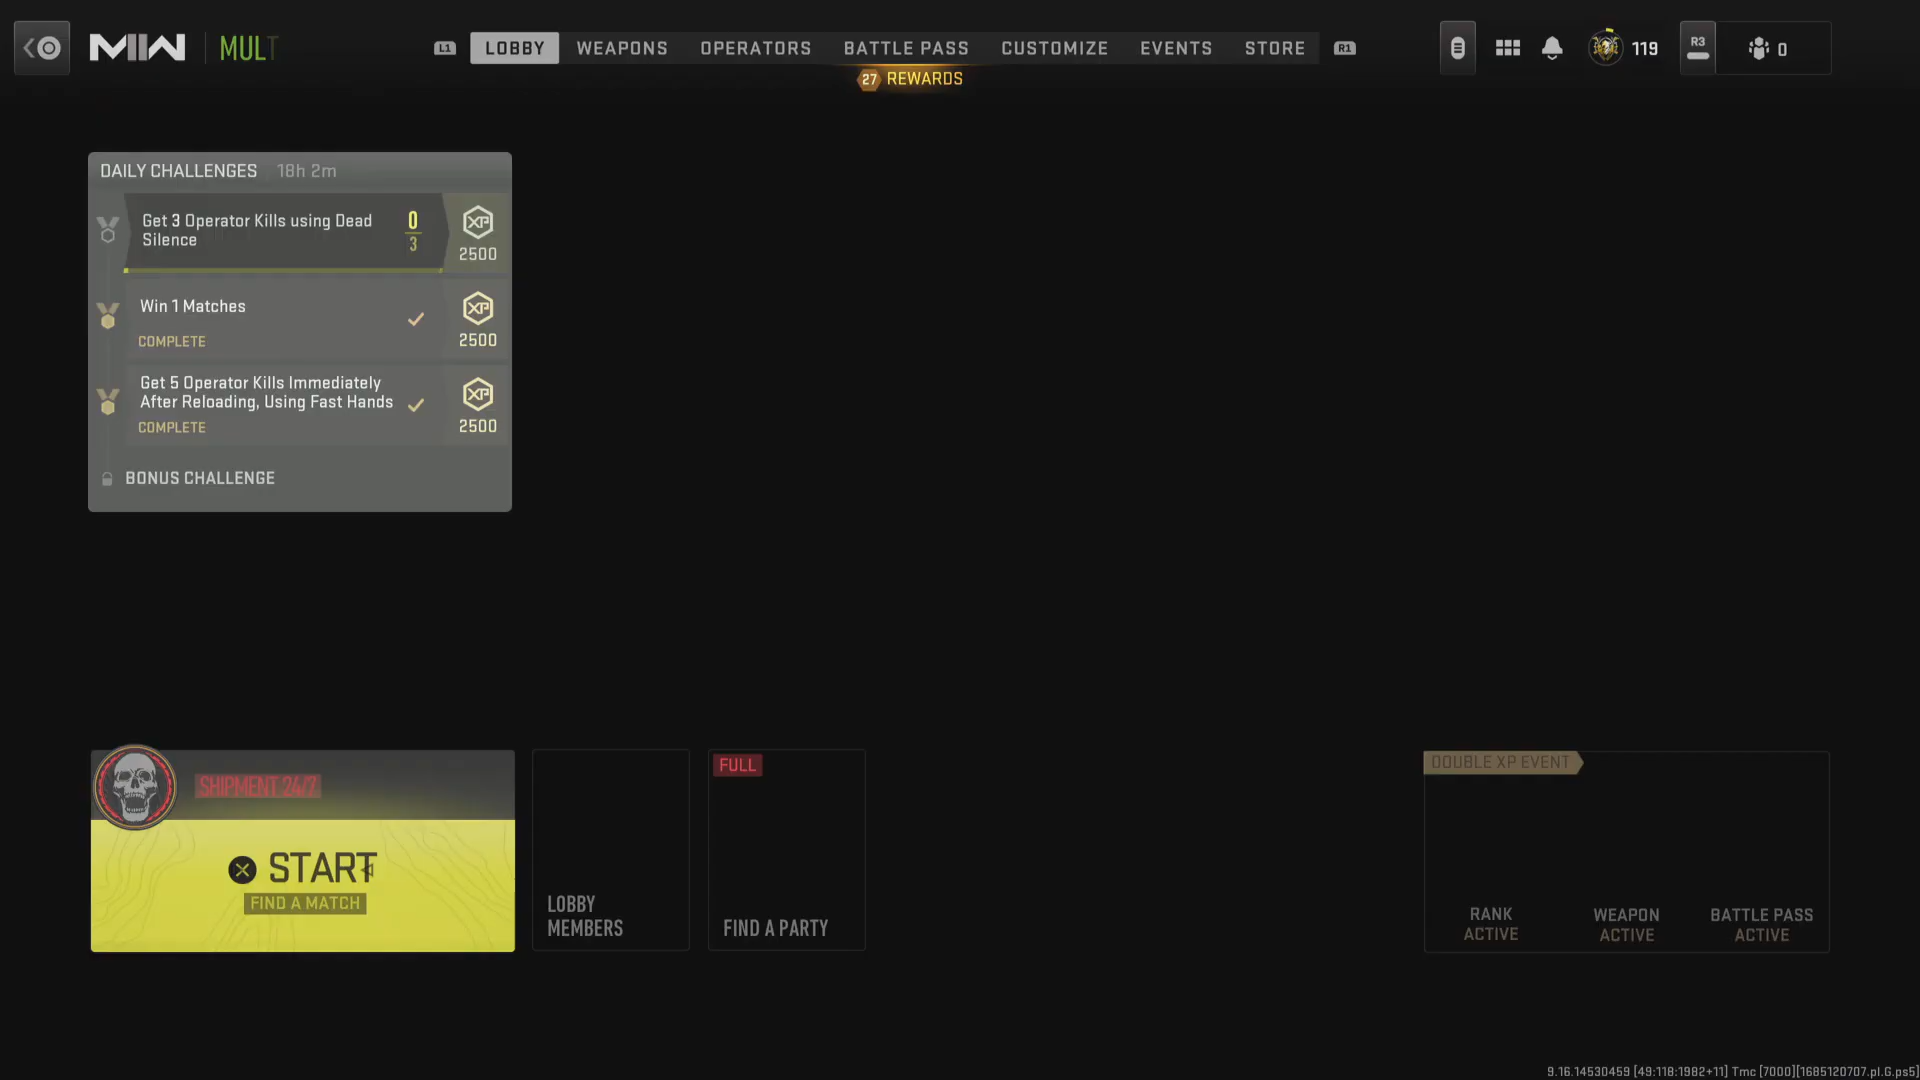 MW MULT
L1 LOBBY WEAPONS OPERATORS BATTLE PASS CUSTOMIZE EVENTS STORE R1
119 R3 0
27 REWARDS
DAILY CHALLENGES 18h 2m
Get 3 Operator Kills using Dead
Silence
0
3
2500
Win 1 Matches
COMPLETE
XP
2500
Get 5 Operator Kills Immediately
After Reloading, Using Fast Hands
COMPLETE
XP
2500
BONUS CHALLENGE
SHIPMENT 24/7
START
FIND A MATCH
LOBBY
MEMBERS
FULL
FIND A PARTY
DOUBLE XP EVENT
RANK
ACTIVE
WEAPON
ACTIVE
BATTLE PASS
ACTIVE
9.16.14530459 [49:118:1982+11] Tmc [7000][1685120707.pl.G.ps5]